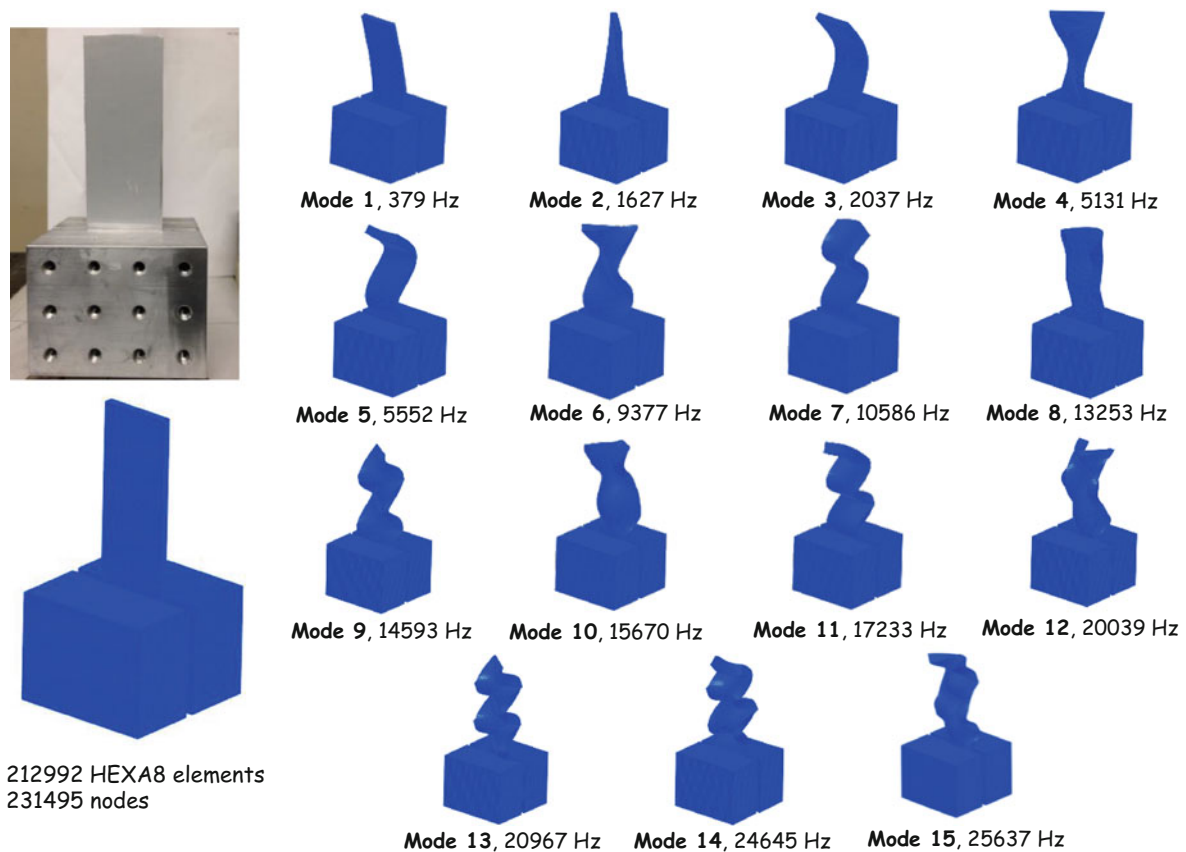 Mode 1, 379 Hz
Mode 2, 1627 Hz
Mode 3, 2037 Hz
Mode 4, 5131 Hz
Mode 5, 5552 Hz
Mode 6, 9377 Hz
Mode 7, 10586 Hz
Mode 8, 13253 Hz
Mode 9, 14593 Hz
Mode 10, 15670 Hz
Mode 11, 17233 Hz
Mode 12, 20039 Hz
212992 HEXA8 elements
231495 nodes
Mode 13, 20967 Hz
Mode 14, 24645 Hz
Mode 15, 25637 Hz